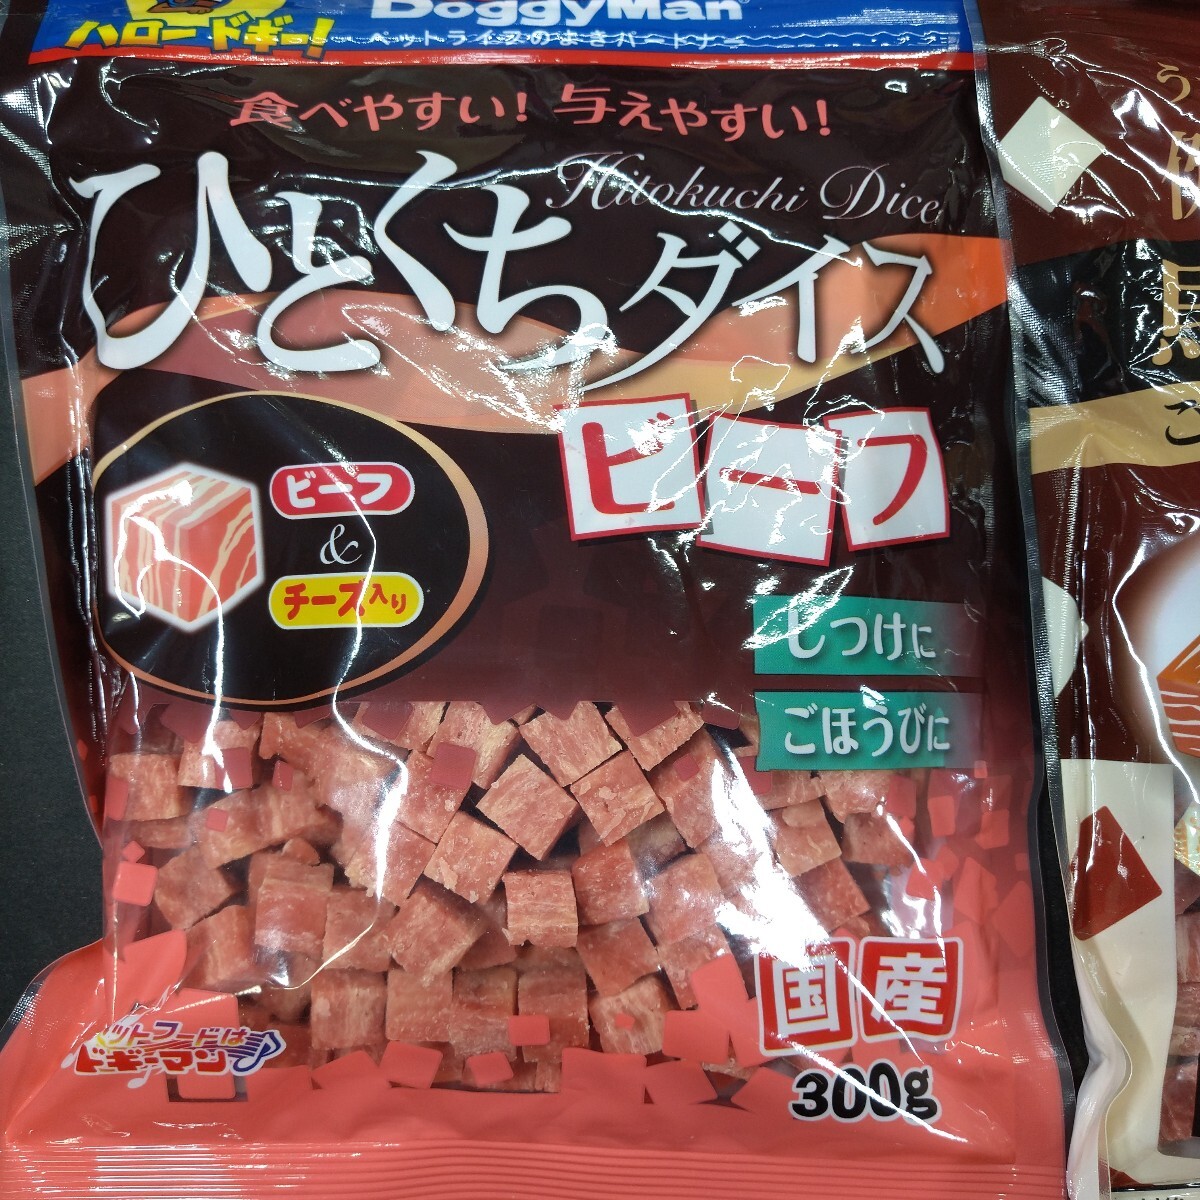 ハロードギー!
DoggyMan
ペットライフのよきパートナー
食べやすい! 与えやすい!
Hitokuchi Dice
ひとくちダイス
ビーフ
ビーフ
&
チーズ入り
しつけに
ごほうびに
国産
300g
ペットフードは
ドギーマン
う
ご